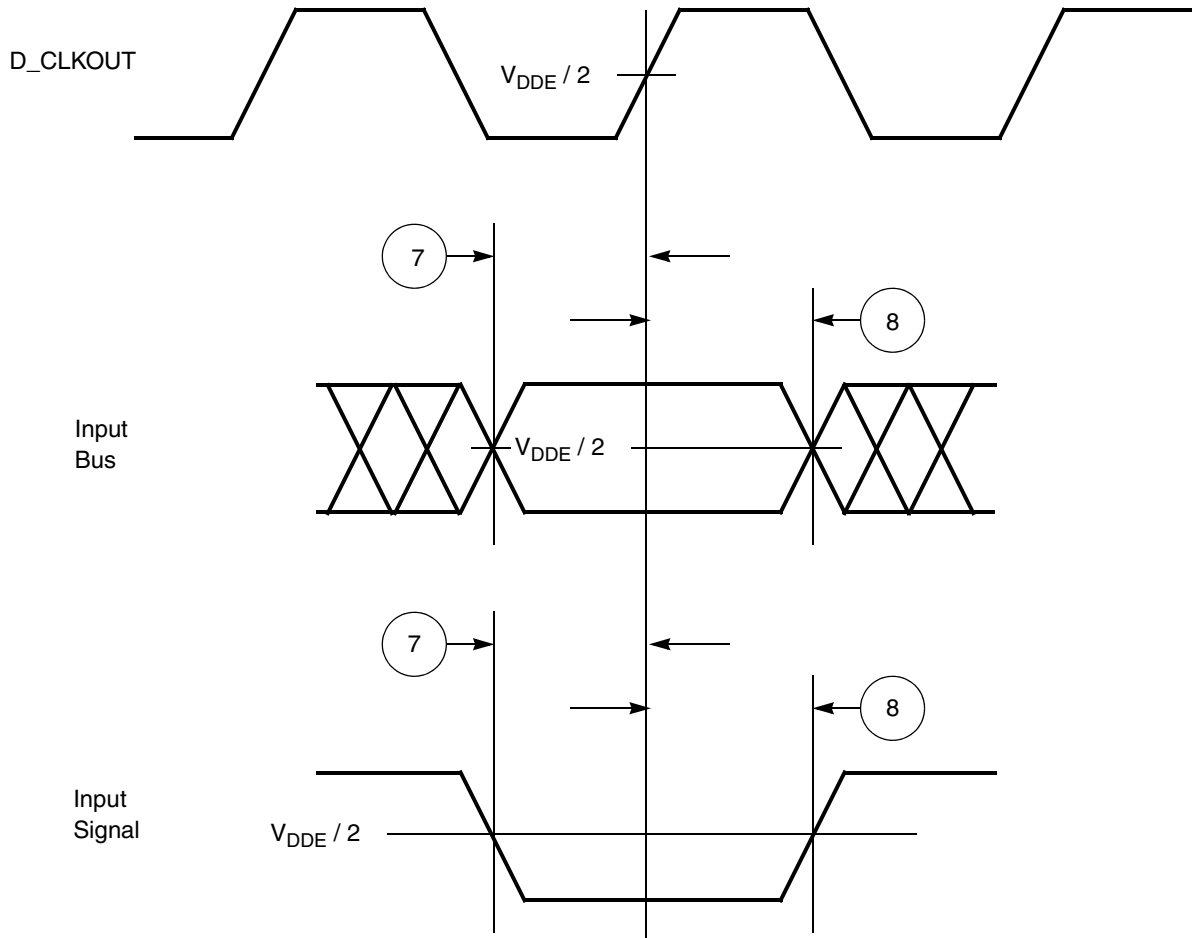 D_CLKOUT
VDDE / 2
7
8
Input
Bus
VDDE / 2
7
8
Input
Signal
VDDE / 2